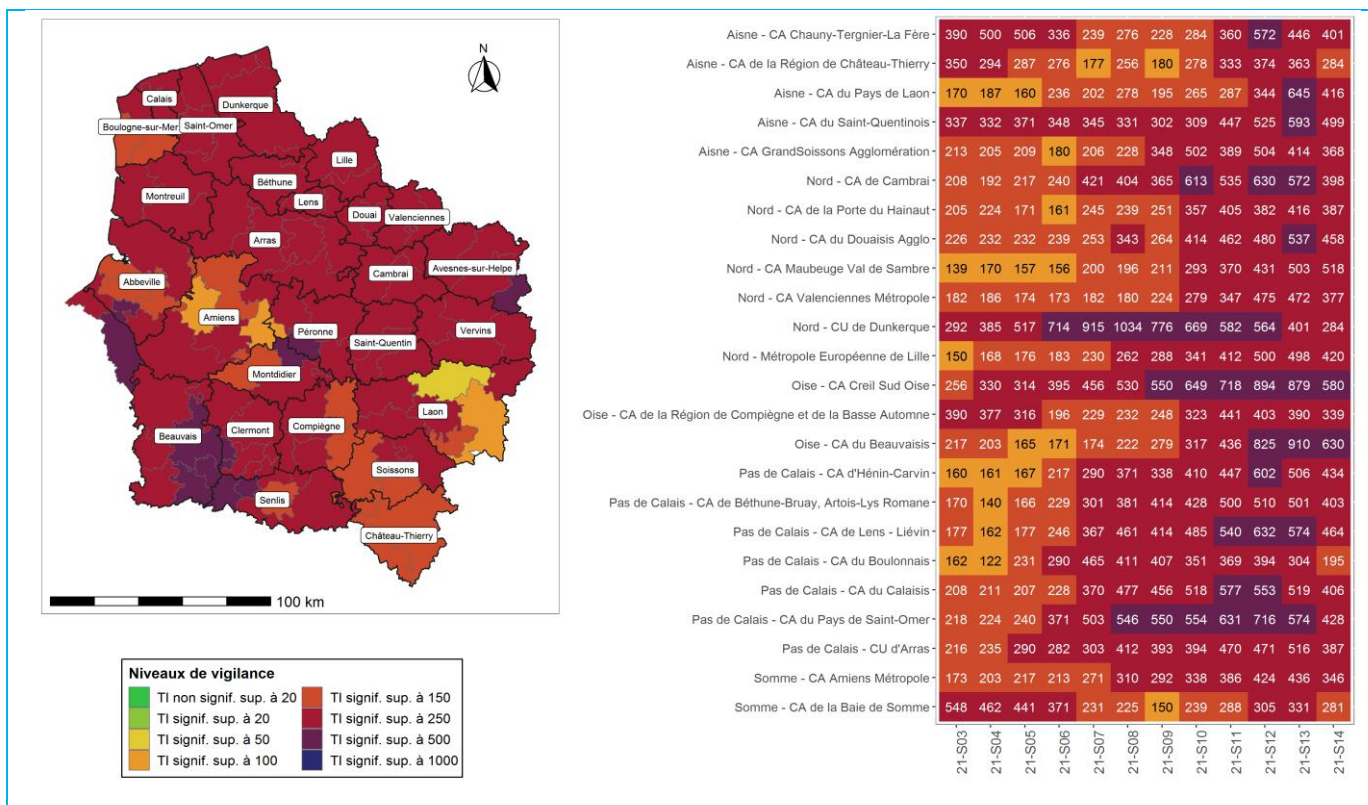 N
Calais
Dunkerque
Boulogne-sur-Mer
Saint-Omer
Lille
Béthune
Montreuil
Lens
Douai
Valenciennes
Arras
Cambrai
Avesnes-sur-Helpe
Abbeville
Amiens
Péronne
Saint-Quentin
Vervins
Montdidier
Laon
Beauvais
Clermont
Compiègne
Soissons
Senlis
Château-Thierry
100 km
Niveaux de vigilance
TI non signif. sup. à 20
TI signif. sup. à 20
TI signif. sup. à 50
TI signif. sup. à 100
TI signif. sup. à 150
TI signif. sup. à 250
TI signif. sup. à 500
TI signif. sup. à 1000
Aisne - CA Chauny-Tergnier-La Fère 390 500 506 336 239 276 228 284 360 572 446 401
Aisne - CA de la Région de Château-Thierry 350 294 287 276 177 256 180 278 333 374 363 284
Aisne - CA du Pays de Laon 170 187 160 236 202 278 195 265 287 344 645 416
Aisne - CA du Saint-Quentinois 337 332 371 348 345 331 302 309 447 525 593 499
Aisne - CA GrandSoissons Agglomération 213 205 209 180 206 228 348 502 389 504 414 368
Nord - CA de Cambrai 208 192 217 240 421 404 365 613 535 630 572 398
Nord - CA de la Porte du Hainaut 205 224 171 161 245 239 251 357 405 382 416 387
Nord - CA du Douaisis Agglo 226 232 232 239 253 343 264 414 462 480 537 458
Nord - CA Maubeuge Val de Sambre 139 170 157 156 200 196 211 293 370 431 503 518
Nord - CA Valenciennes Métropole 182 186 174 173 182 180 224 279 347 475 472 377
Nord - CU de Dunkerque 292 385 517 714 915 1034 776 669 582 564 401 284
Nord - Métropole Européenne de Lille 150 168 176 183 230 262 288 341 412 500 498 420
Oise - CA Creil Sud Oise 256 330 314 395 456 530 550 649 718 894 879 580
Oise - CA de la Région de Compiègne et de la Basse Automne 390 377 316 196 229 232 248 323 441 403 390 339
Oise - CA du Beauvaisis 217 203 165 171 174 222 279 317 436 825 910 630
Pas de Calais - CA d'Hénin-Carvin 160 161 167 217 290 371 338 410 447 602 506 434
Pas de Calais - CA de Béthune-Bruay, Artois-Lys Romane 170 140 166 229 301 381 414 428 500 510 501 403
Pas de Calais - CA de Lens - Liévin 177 162 177 246 367 461 414 485 540 632 574 464
Pas de Calais - CA du Boulonnais 162 122 231 290 465 411 407 351 369 394 304 195
Pas de Calais - CA du Calaisis 208 211 207 228 370 477 456 518 577 553 519 406
Pas de Calais - CA du Pays de Saint-Omer 218 224 240 371 503 546 550 554 631 716 574 428
Pas de Calais - CU d'Arras 216 235 290 282 303 412 393 394 470 471 516 387
Somme - CA Amiens Métropole 173 203 217 213 271 310 292 338 386 424 436 346
Somme - CA de la Baie de Somme 548 462 441 371 231 225 150 239 288 305 331 281
21-S03 21-S04 21-S05 21-S06 21-S07 21-S08 21-S09 21-S10 21-S11 21-S12 21-S13 21-S14